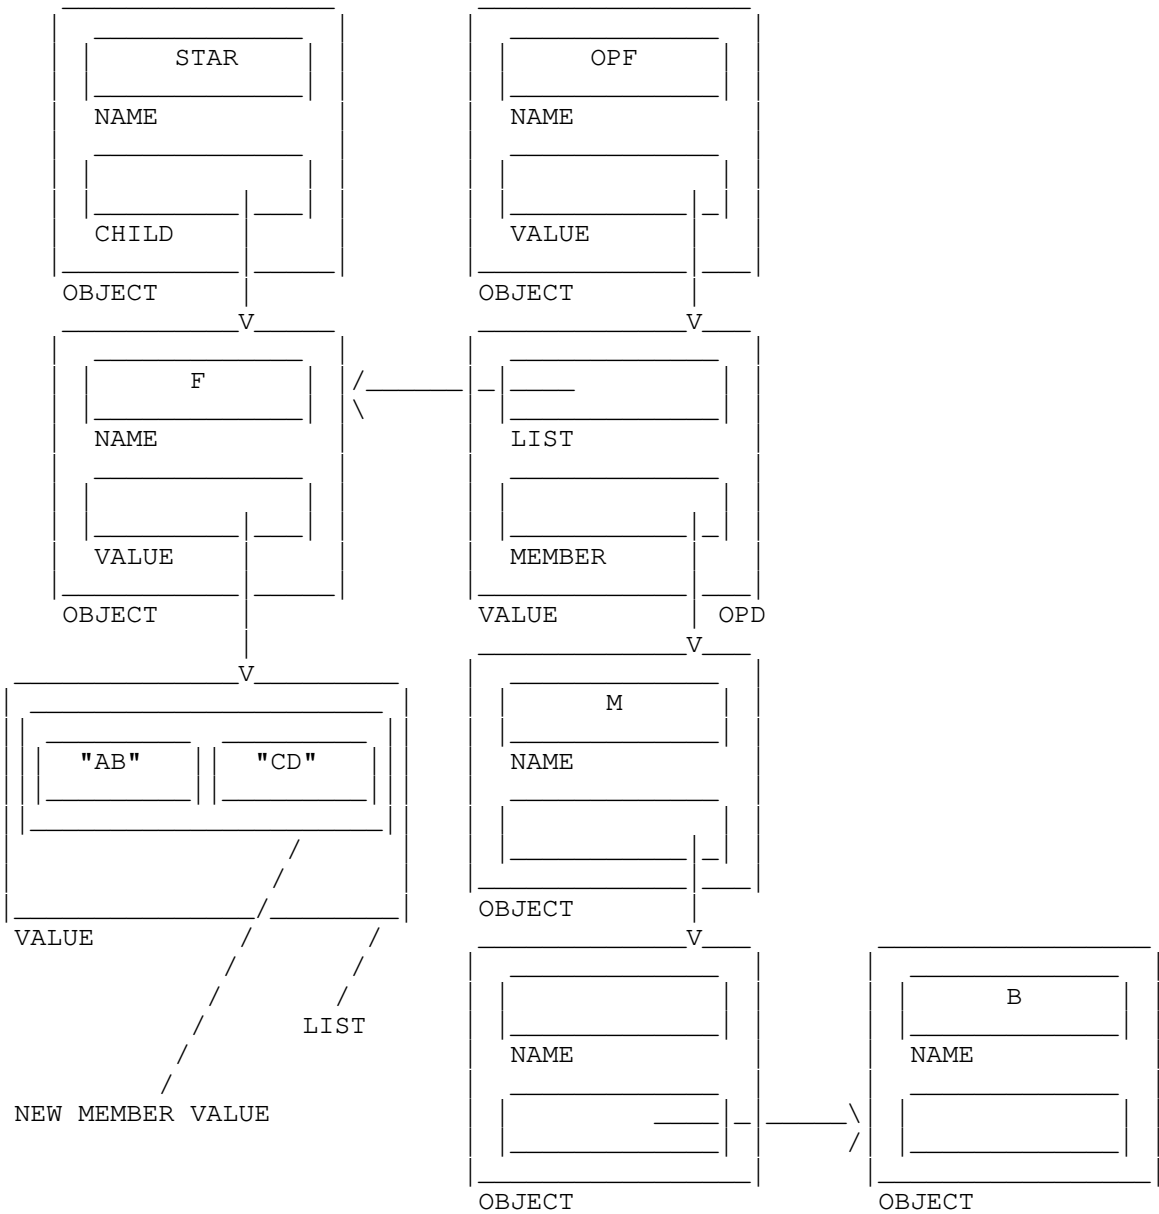 STAR OPF
NAME NAME
CHILD VALUE
OBJECT OBJECT
V V
F
NAME LIST
VALUE MEMBER
OBJECT VALUE OPD
V V
M
"AB" "CD" NAME
OBJECT
VALUE V
B
LIST
NAME NAME
NEW MEMBER VALUE
OBJECT OBJECT